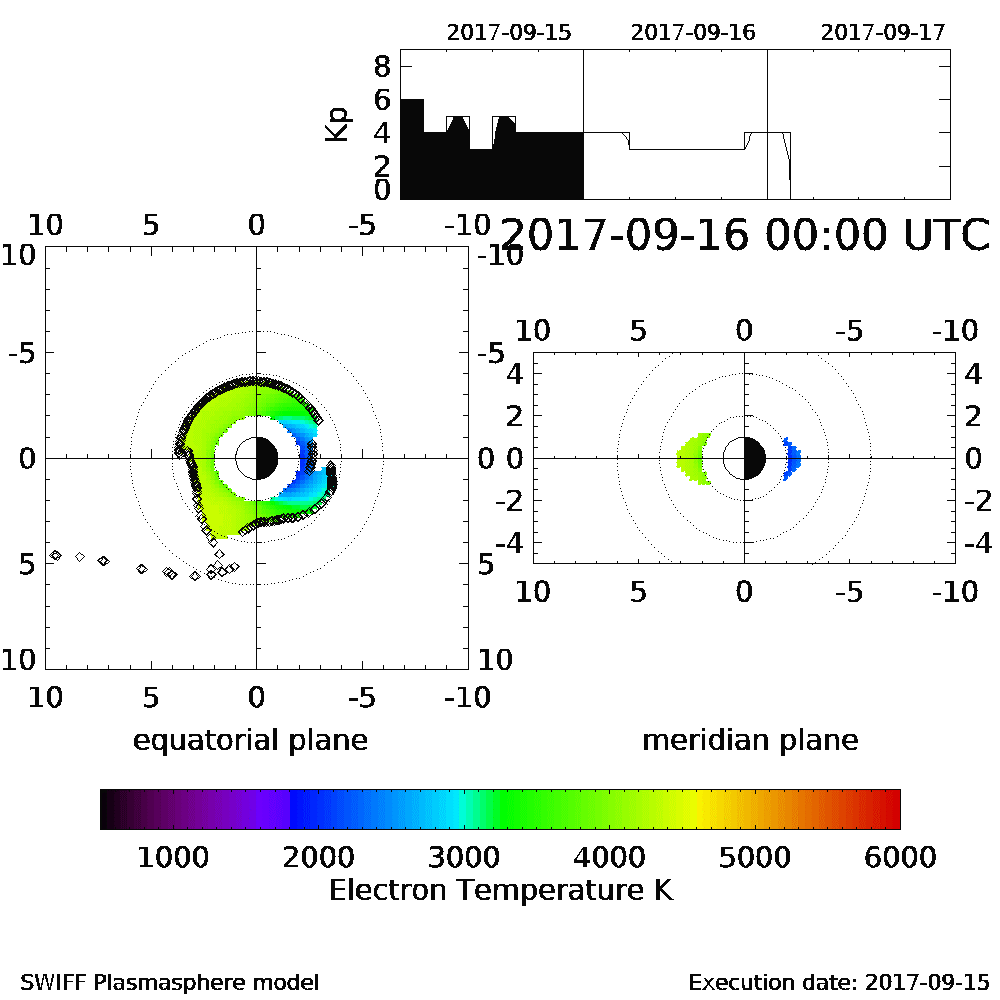 2017-09-15 2017-09-16 2017-09-17
8
6
Kp
4
2
0
10 5 0 -5 -10
2017-09-16 00:00 UTC
10 -10
10 5 0 -5 -10
-5 -5
4 4
2 2
0 0 0 0
-2 -2
-4 -4
5 5
10 5 0 -5 -10
10 10
10 5 0 -5 -10
equatorial plane meridian plane
1000 2000 3000 4000 5000 6000
Electron Temperature K
SWIFF Plasmasphere model Execution date: 2017-09-15